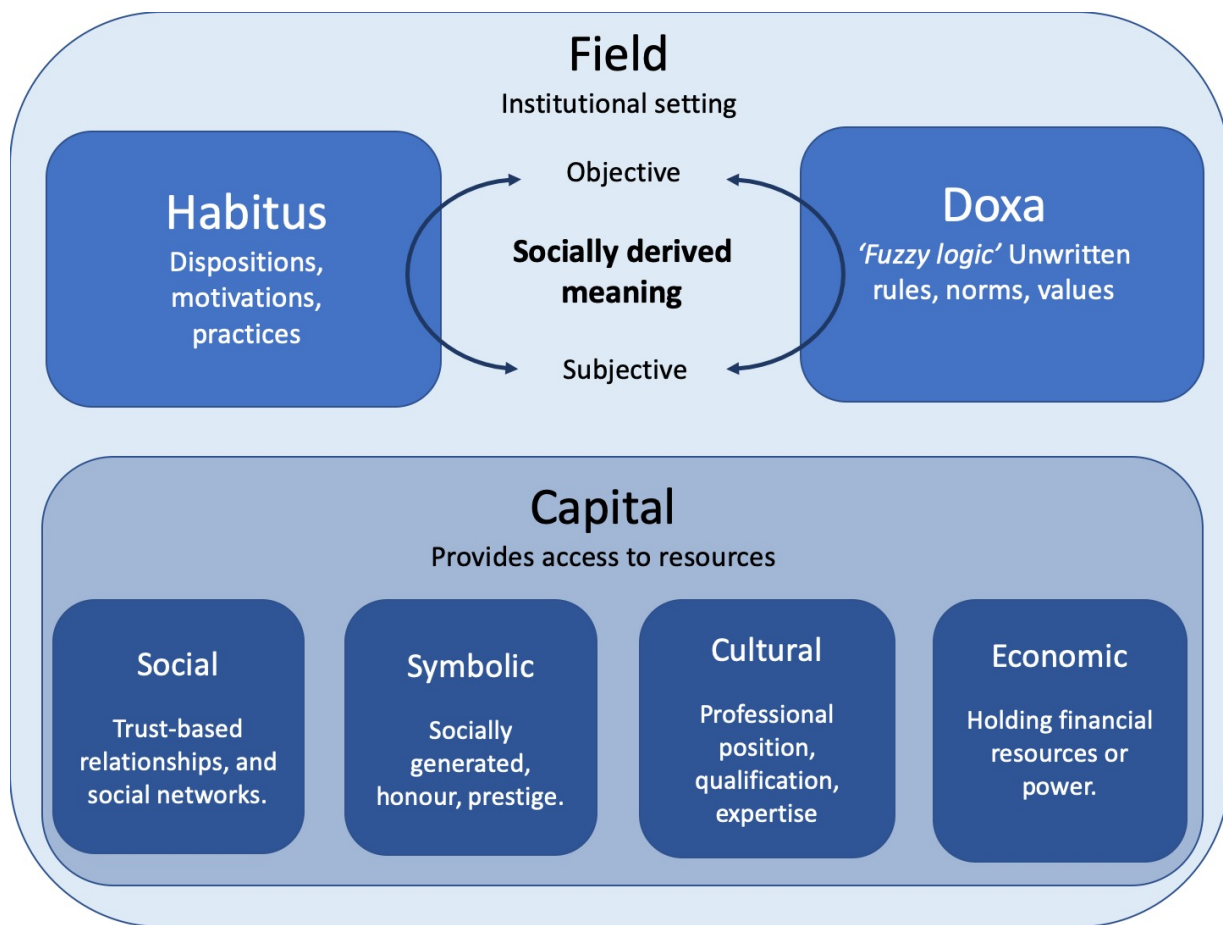 Field
Institutional setting
Habitus
Dispositions,
motivations,
practices
Objective
Socially derived
meaning
Subjective
Doxa
‘Fuzzy logic’ Unwritten
rules, norms, values
Capital
Provides access to resources
Social
Trust-based
relationships, and
social networks.
Symbolic
Socially
generated,
honour, prestige.
Cultural
Professional
position,
qualification,
expertise
Economic
Holding financial
resources or
power.